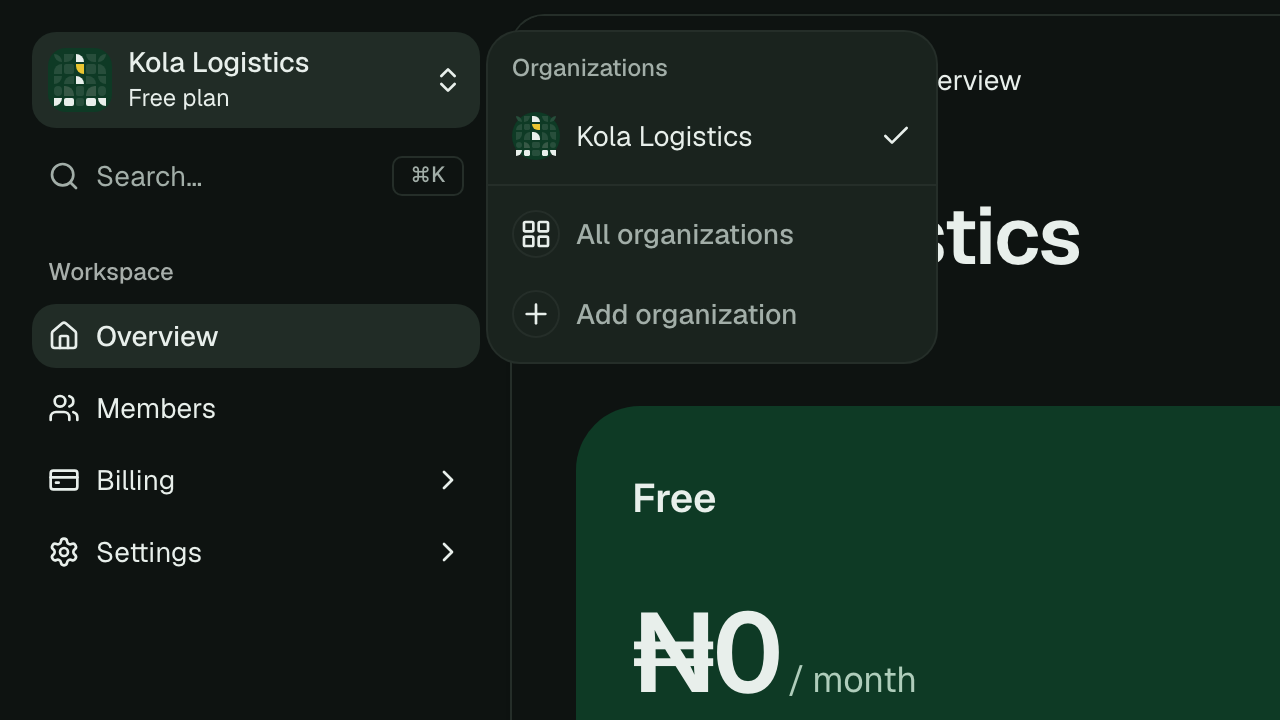 Kola Logistics
Free plan
Search…
⌘K
Workspace
Overview
Members
Billing
Settings
Organizations
Kola Logistics
All organizations
Add organization
erview
stics
Free
₦0 / month